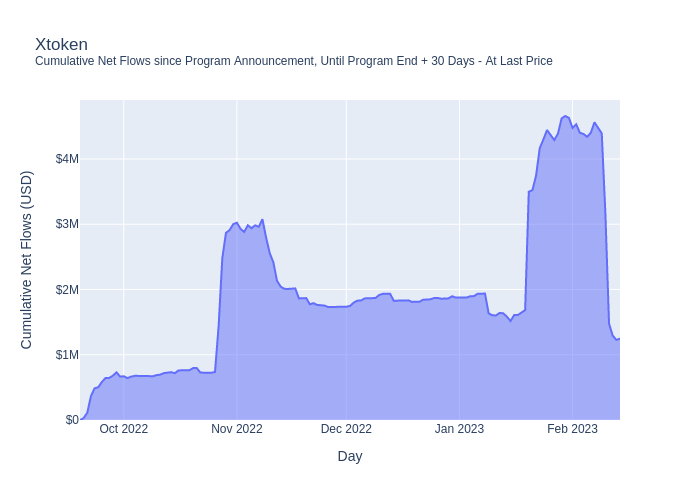 Xtoken
Cumulative Net Flows since Program Announcement, Until Program End + 30 Days - At Last Price
Cumulative Net Flows (USD)
$4M
$3M
$2M
$1M
$0
Oct 2022
Nov 2022
Dec 2022
Jan 2023
Feb 2023
Day